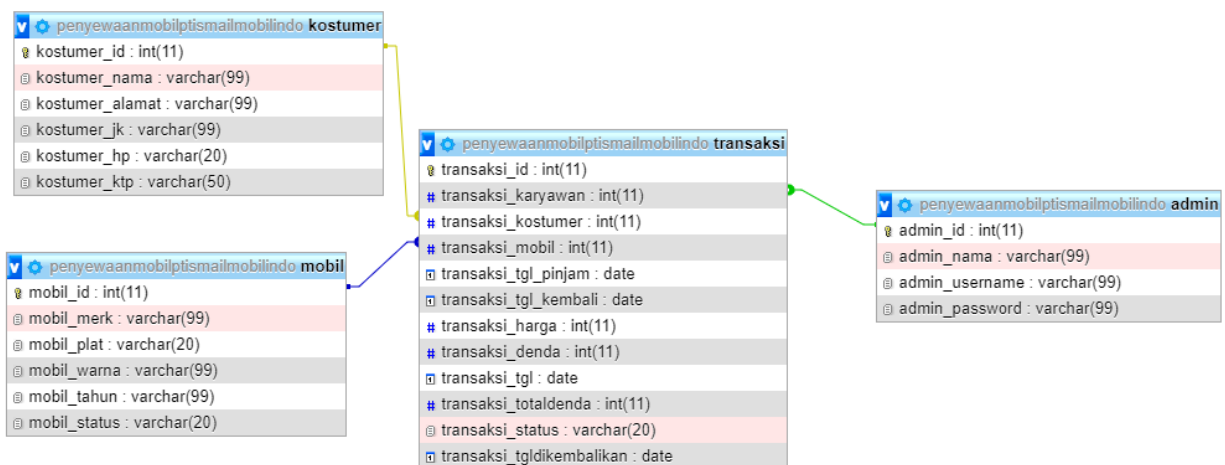 penyewaanmobilptismailmobilindo kostumer
kostumer_id : int(11)
kostumer_nama : varchar(99)
kostumer_alamat : varchar(99)
kostumer_jk : varchar(99)
kostumer_hp : varchar(20)
kostumer_ktp : varchar(50)
penyewaanmobilptismailmobilindo mobil
mobil_id : int(11)
mobil_merk : varchar(99)
mobil_plat : varchar(20)
mobil_warna : varchar(99)
mobil_tahun : varchar(99)
mobil_status : varchar(20)
penyewaanmobilptismailmobilindo transaksi
transaksi_id : int(11)
# transaksi_karyawan : int(11)
# transaksi_kostumer : int(11)
# transaksi_mobil : int(11)
transaksi_tgl_pinjam : date
transaksi_tgl_kembali : date
# transaksi_harga : int(11)
# transaksi_denda : int(11)
transaksi_tgl : date
# transaksi_totaldenda : int(11)
transaksi_status : varchar(20)
transaksi_tgldikembalikan : date
penyewaanmobilptismailmobilindo admin
admin_id : int(11)
admin_nama : varchar(99)
admin_username : varchar(99)
admin_password : varchar(99)